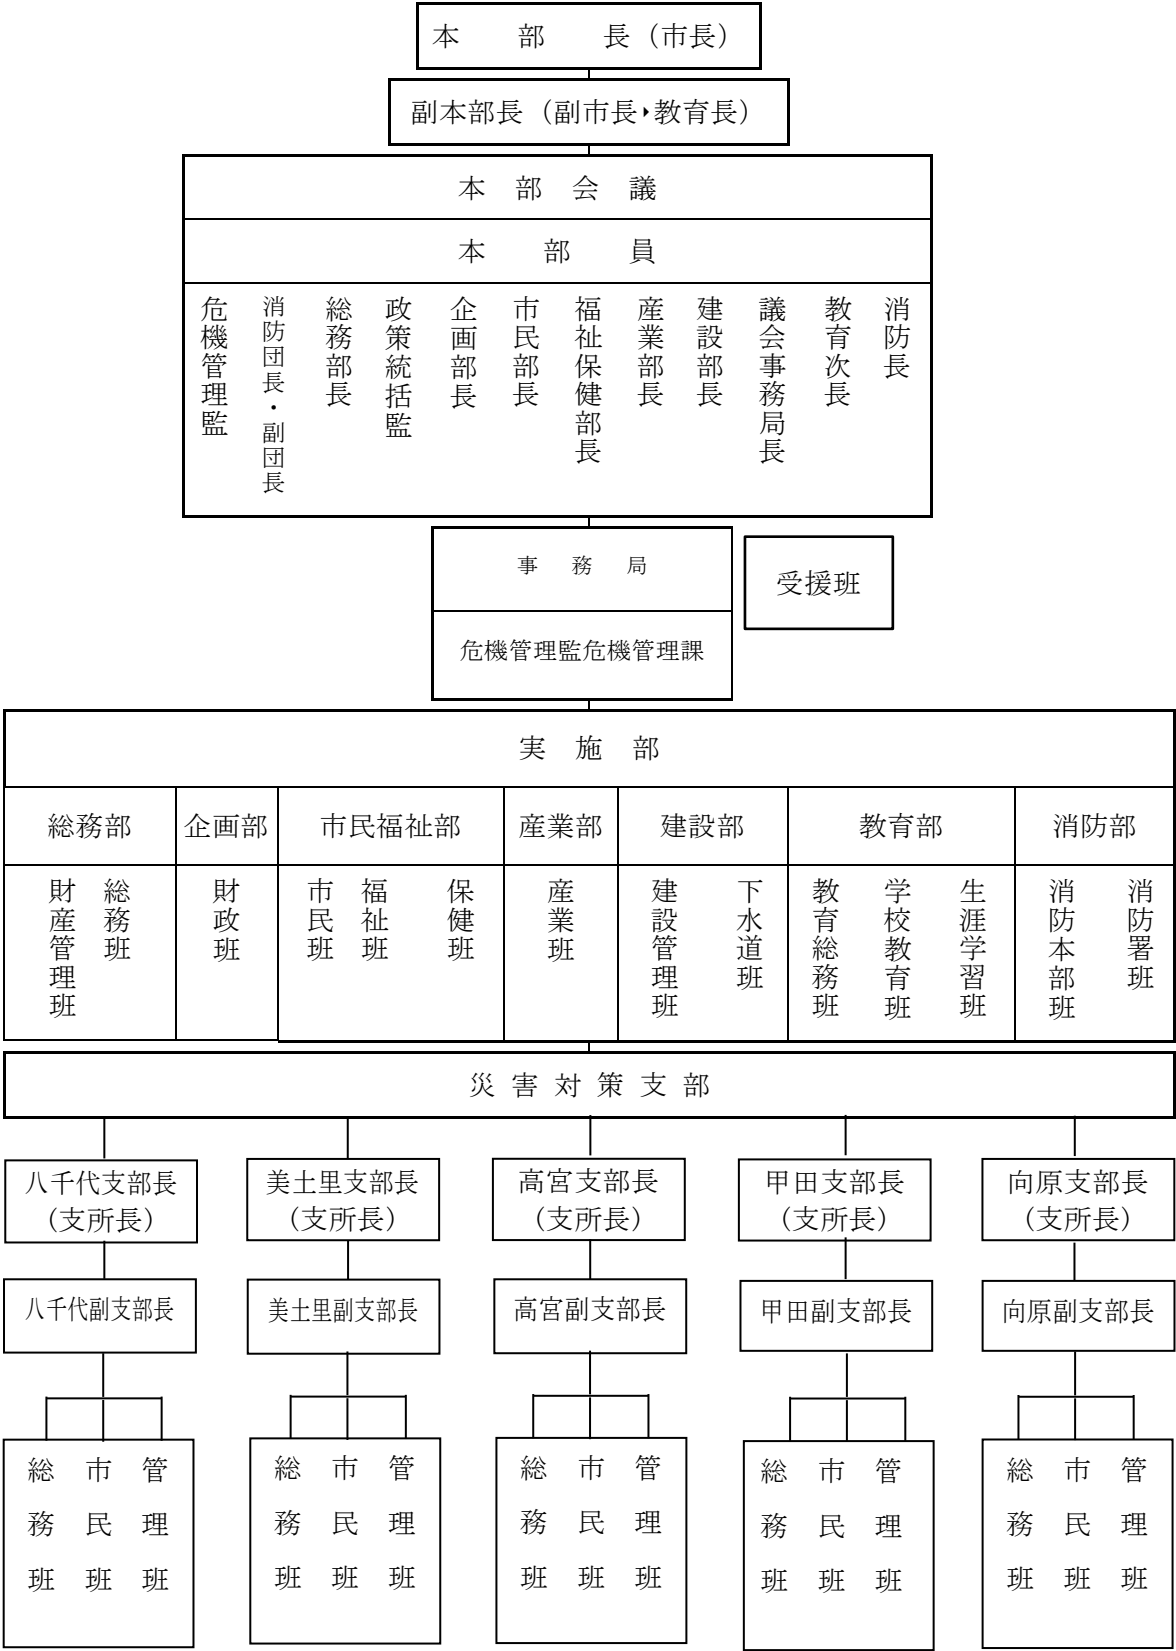 本　部　長（市長）
副本部長（副市長・教育長）
本　部　会　議
本　部　員
危機管理監
消防団長・副団長
総務部長
政策統括監
企画部長
市民部長
福祉保健部長
産業部長
建設部長
議会事務局長
教育次長
消防長
事　務　局
危機管理監危機管理課
受援班
実　施　部
総務部
企画部
市民福祉部
産業部
建設部
教育部
消防部
財産管理班
総務班
財政班
市民班
福祉班
保健班
産業班
建設管理班
下水道班
教育総務班
学校教育班
生涯学習班
消防本部班
消防署班
災 害 対 策 支 部
八千代支部長
（支所長）
美土里支部長
（支所長）
高宮支部長
（支所長）
甲田支部長
（支所長）
向原支部長
（支所長）
八千代副支部長
美土里副支部長
高宮副支部長
甲田副支部長
向原副支部長
総務班
市民班
管理班
総務班
市民班
管理班
総務班
市民班
管理班
総務班
市民班
管理班
総務班
市民班
管理班